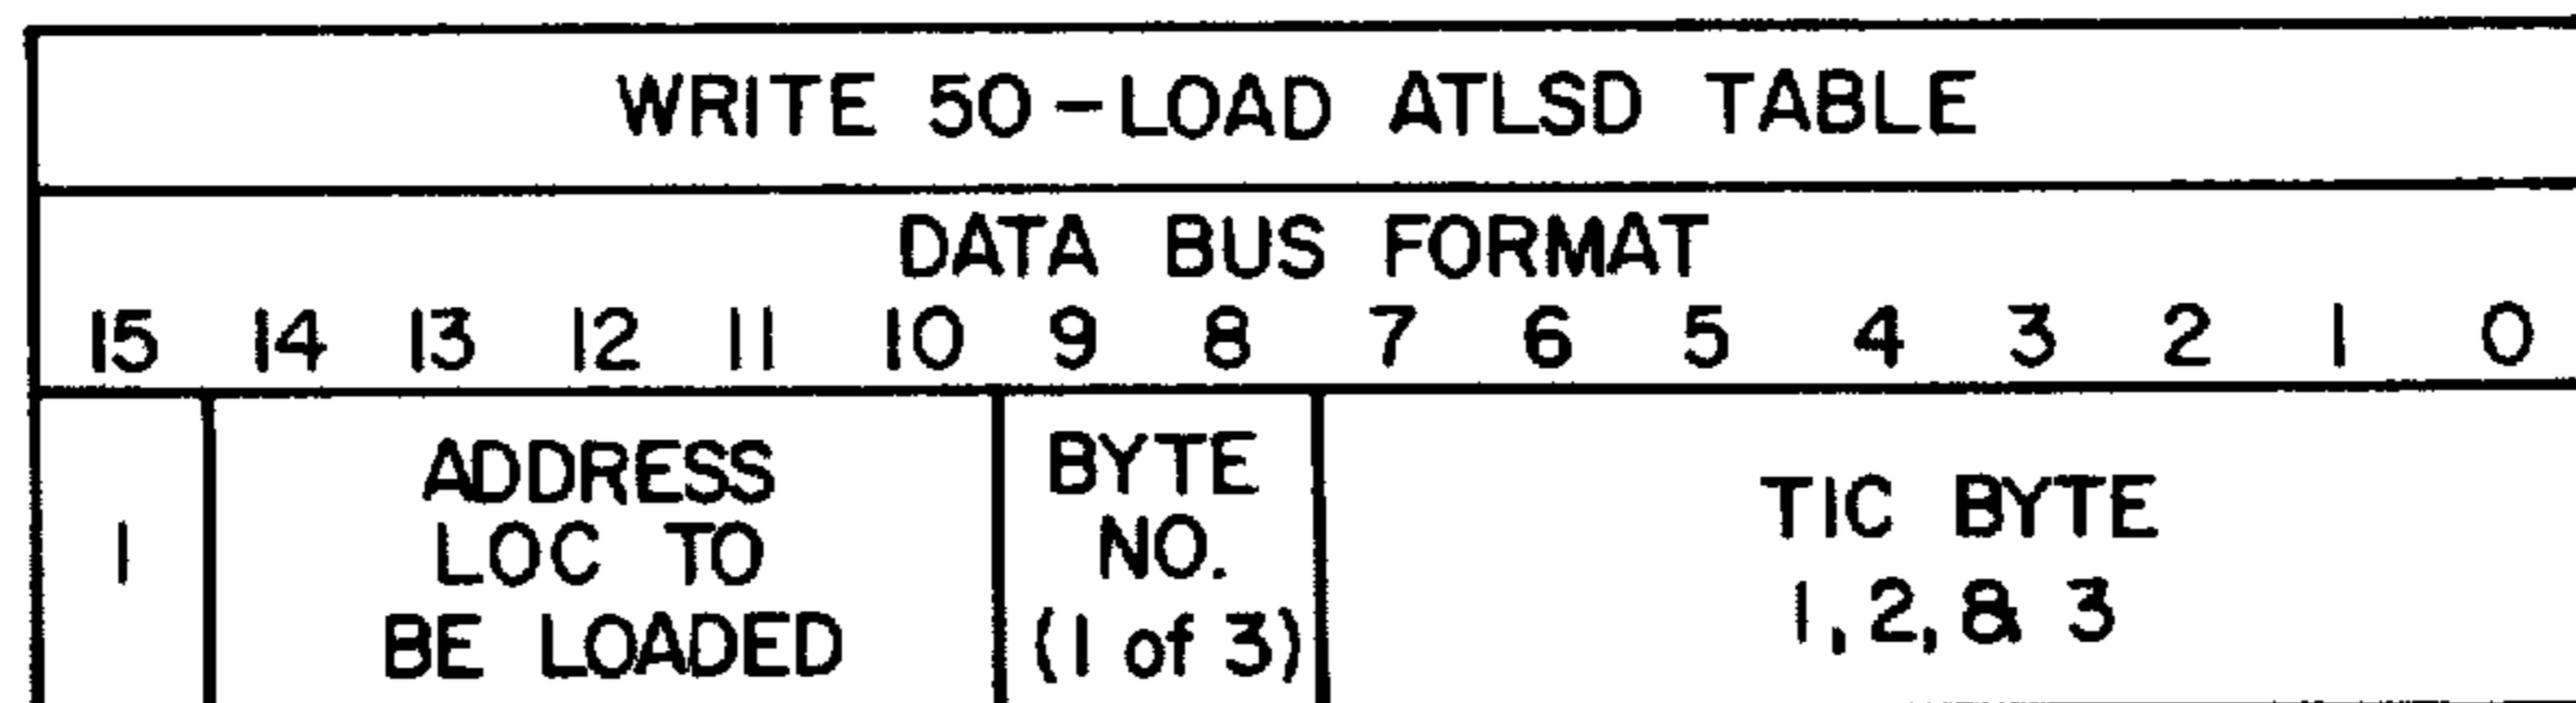 WRITE 50-LOAD ATLSD TABLE
DATA BUS FORMAT
15 14 13 12 11 10 9 8 7 6 5 4 3 2 1 0
1
ADDRESS
LOC TO
BE LOADED
BYTE
NO.
(1 of 3)
TIC BYTE
1, 2, & 3